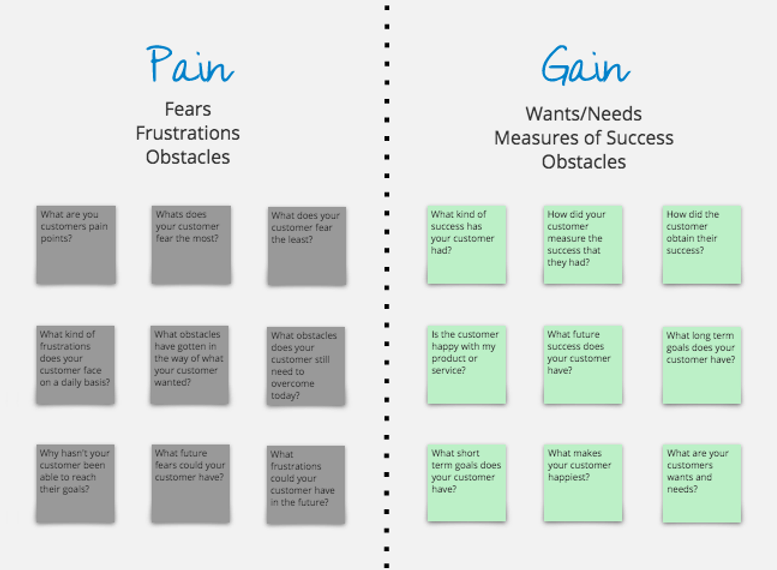 Pain
Fears
Frustrations
Obstacles
What are you
customers pain
points?
Whats does
your customer
fear the most?
What does your
customer fear
the least?
What kind of
frustrations
does your
customer face
on a daily basis?
What obstacles
have gotten in
the way of what
your customer
wanted?
What obstacles
does your
customer still
need to
overcome
today?
Why hasn't your
customer been
able to reach
their goals?
What future
fears could your
customer have?
What
frustrations
could your
customer have
in the future?
Gain
Wants/Needs
Measures of Success
Obstacles
What kind of
success has
your customer
had?
How did your
customer
measure the
success that
they had?
How did the
customer
obtain their
success?
Is the customer
happy with my
product or
service?
What future
success does
your customer
have?
What long term
goals does your
customer have?
What short
term goals does
your customer
have?
What makes
your customer
happiest?
What are your
customers
wants and
needs?